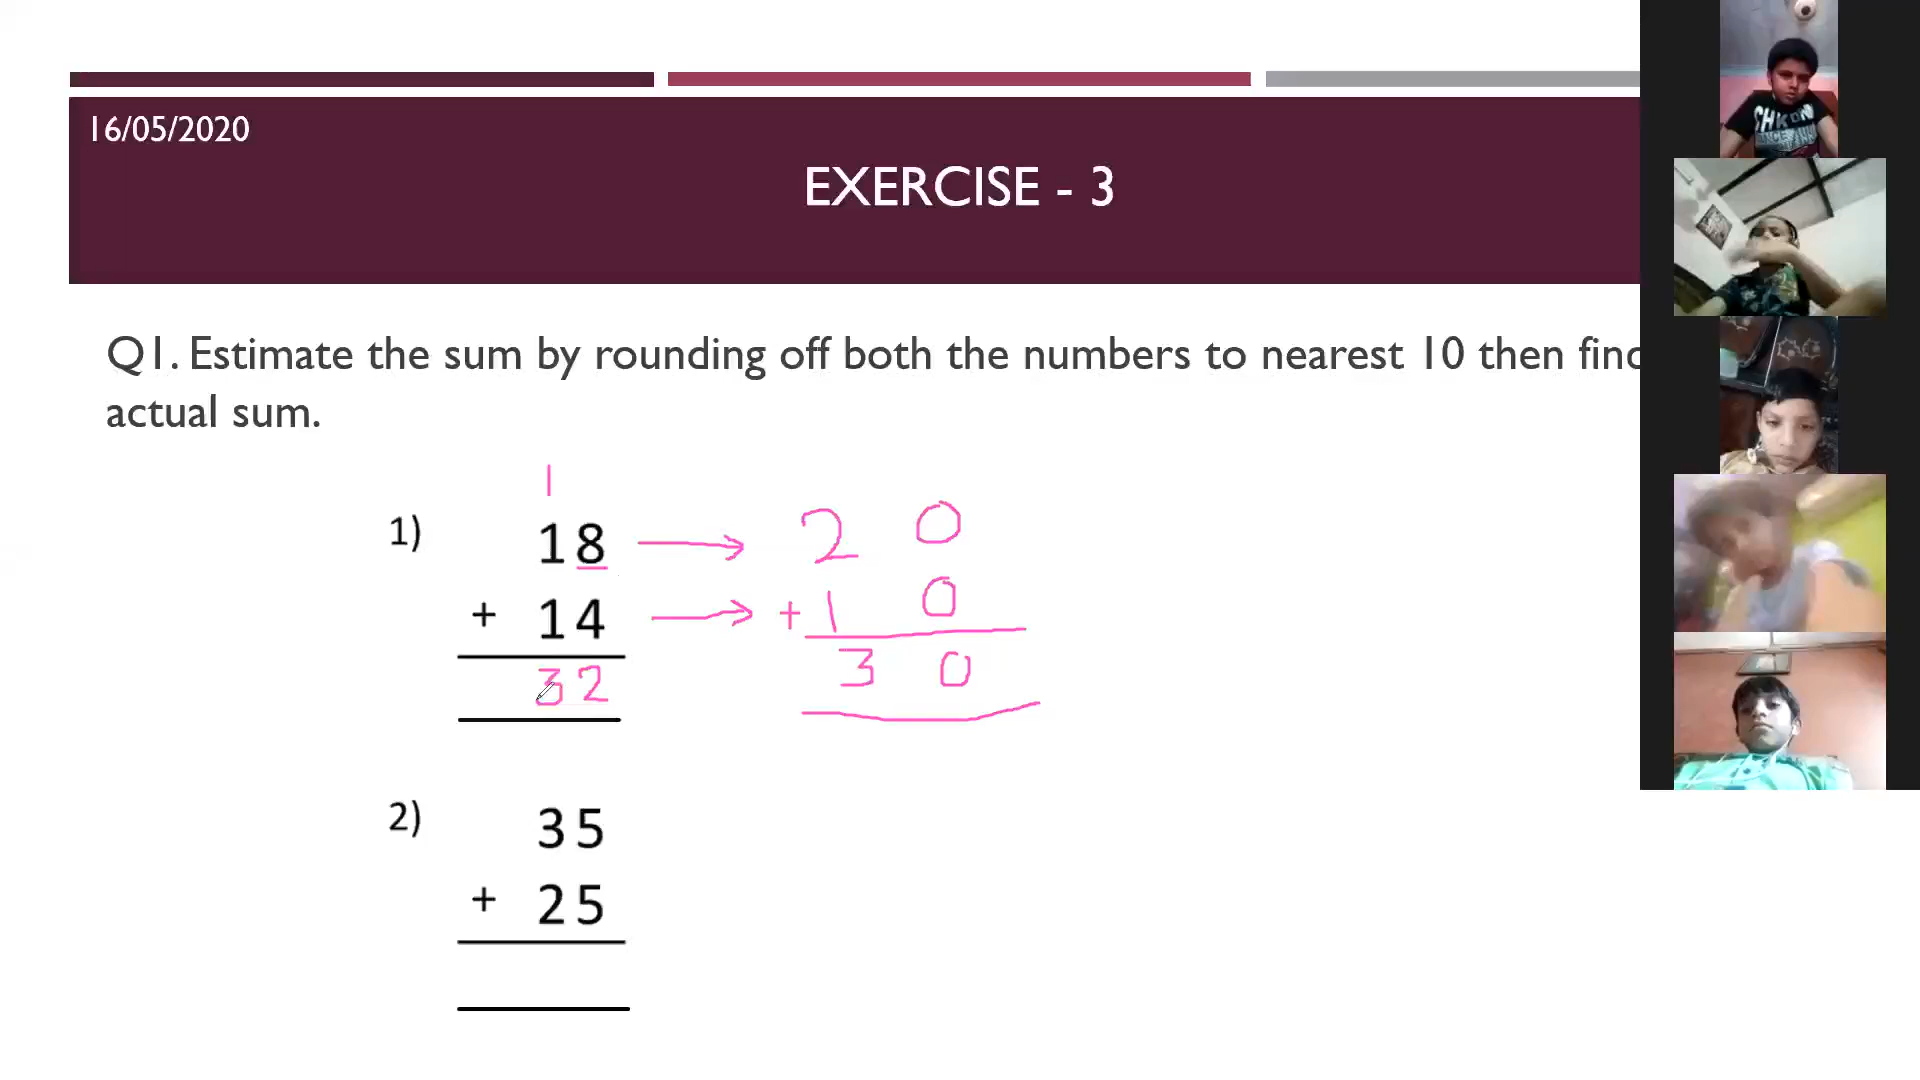 16/05/2020
EXERCISE - 3
Q1. Estimate the sum by rounding off both the numbers to nearest 10 then find
actual sum.
1
1) 18 → 20
+ 14 → + 10
32 30
2) 35
+ 25
CHKDN